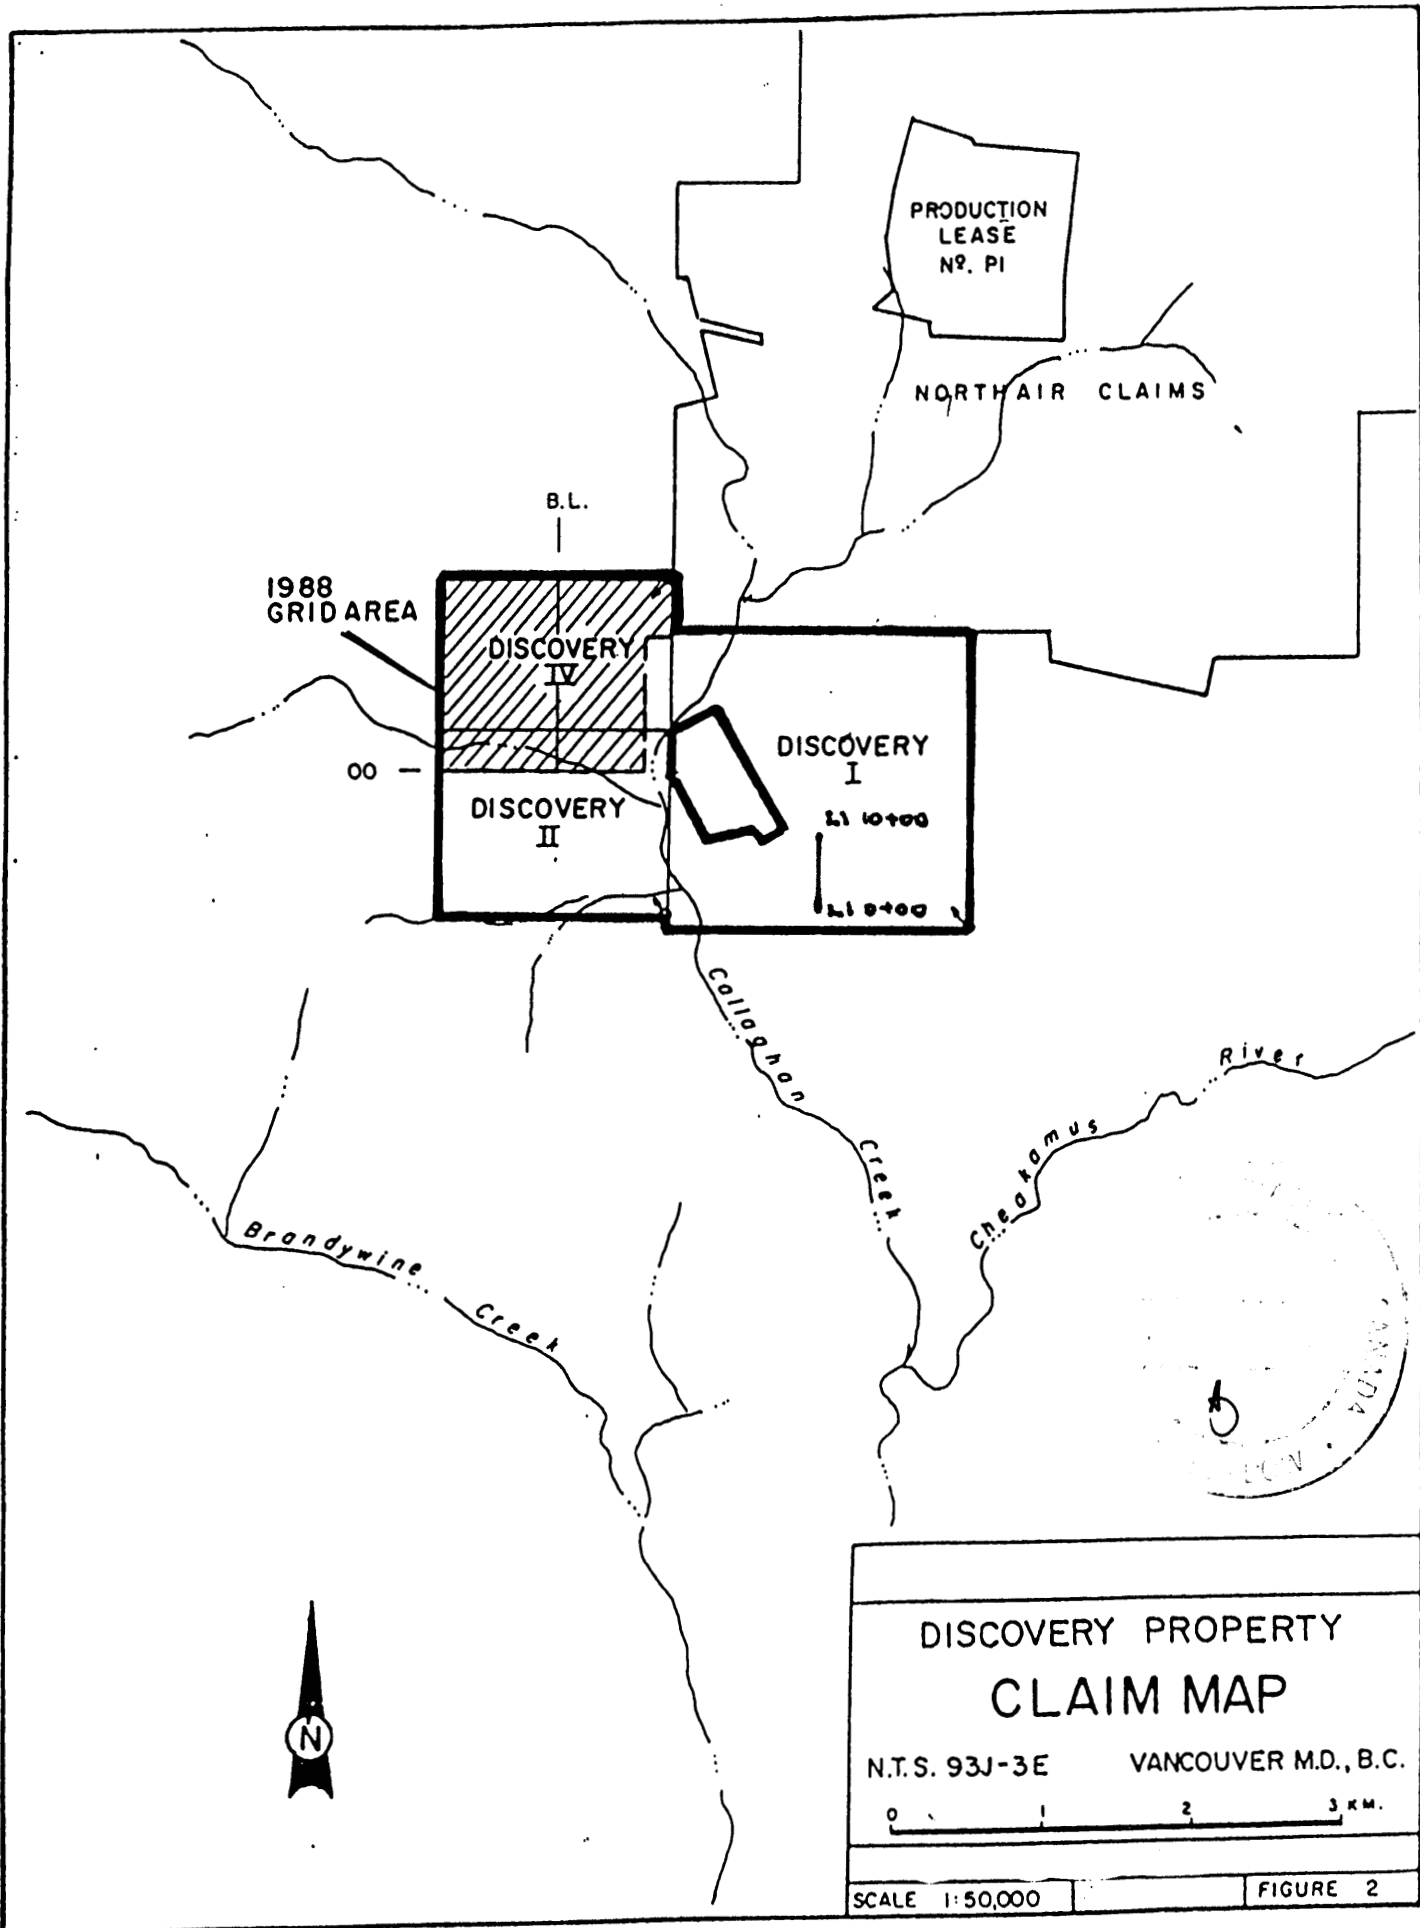 PRODUCTION
LEASE
Nº. P1
NORTHAIR CLAIMS
B.L.
1988
GRID AREA
DISCOVERY
IV
DISCOVERY
I
00
DISCOVERY
II
L1 10+00
L1 0+00
Callaghan Creek
River
Cheakamus
Brandywine Creek
N
DISCOVERY PROPERTY
CLAIM MAP
N.T.S. 93J-3E VANCOUVER M.D., B.C.
0 1 2 3 KM.
SCALE 1:50,000
FIGURE 2